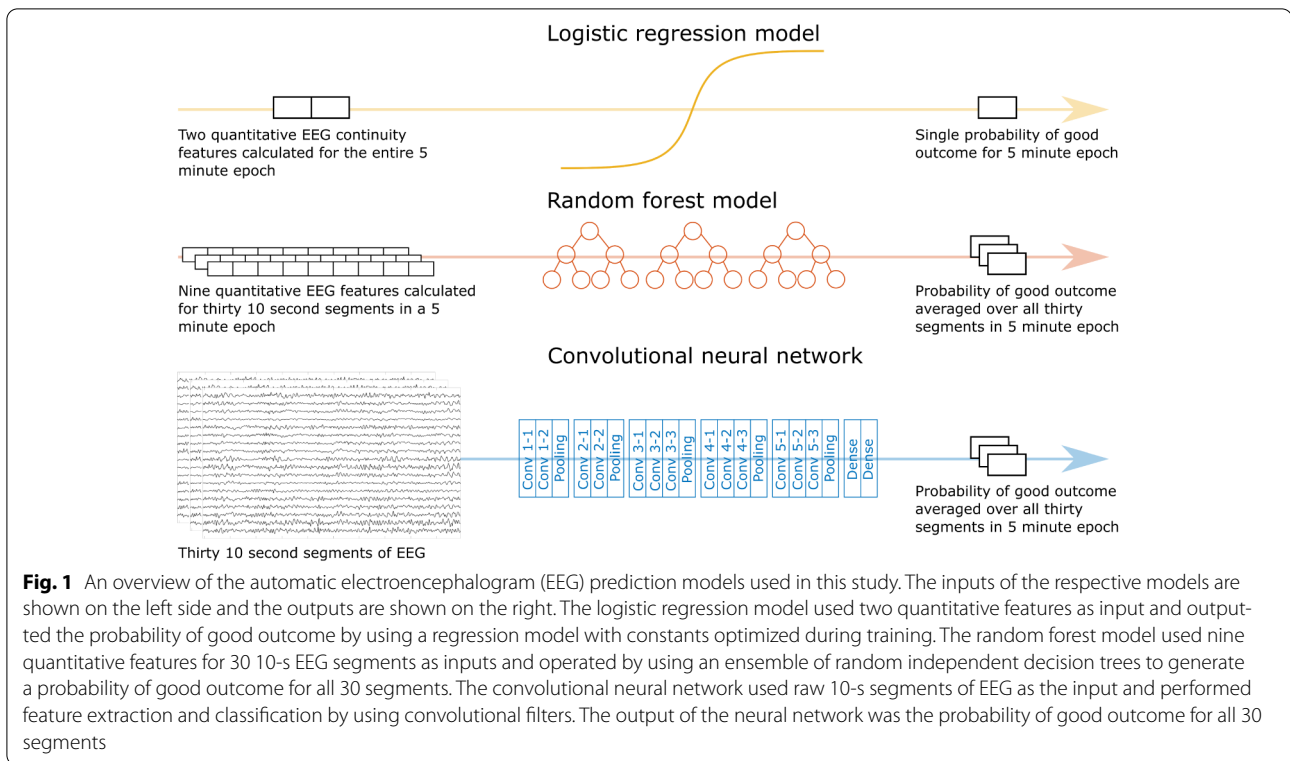 Logistic regression model
Two quantitative EEG continuity
features calculated for the entire 5
minute epoch
Single probability of good
outcome for 5 minute epoch
Random forest model
Nine quantitative EEG features calculated
for thirty 10 second segments in a 5
minute epoch
Probability of good outcome
averaged over all thirty
segments in 5 minute epoch
Convolutional neural network
Conv 1-1
Conv 1-2
Pooling
Conv 2-1
Conv 2-2
Pooling
Conv 3-1
Conv 3-2
Conv 3-3
Pooling
Conv 4-1
Conv 4-2
Conv 4-3
Pooling
Conv 5-1
Conv 5-2
Conv 5-3
Pooling
Dense
Dense
Probability of good outcome
averaged over all thirty
segments in 5 minute epoch
Thirty 10 second segments of EEG
Fig. 1 An overview of the automatic electroencephalogram (EEG) prediction models used in this study. The inputs of the respective models are
shown on the left side and the outputs are shown on the right. The logistic regression model used two quantitative features as input and output-
ted the probability of good outcome by using a regression model with constants optimized during training. The random forest model used nine
quantitative features for 30 10-s EEG segments as inputs and operated by using an ensemble of random independent decision trees to generate
a probability of good outcome for all 30 segments. The convolutional neural network used raw 10-s segments of EEG as the input and performed
feature extraction and classification by using convolutional filters. The output of the neural network was the probability of good outcome for all 30
segments